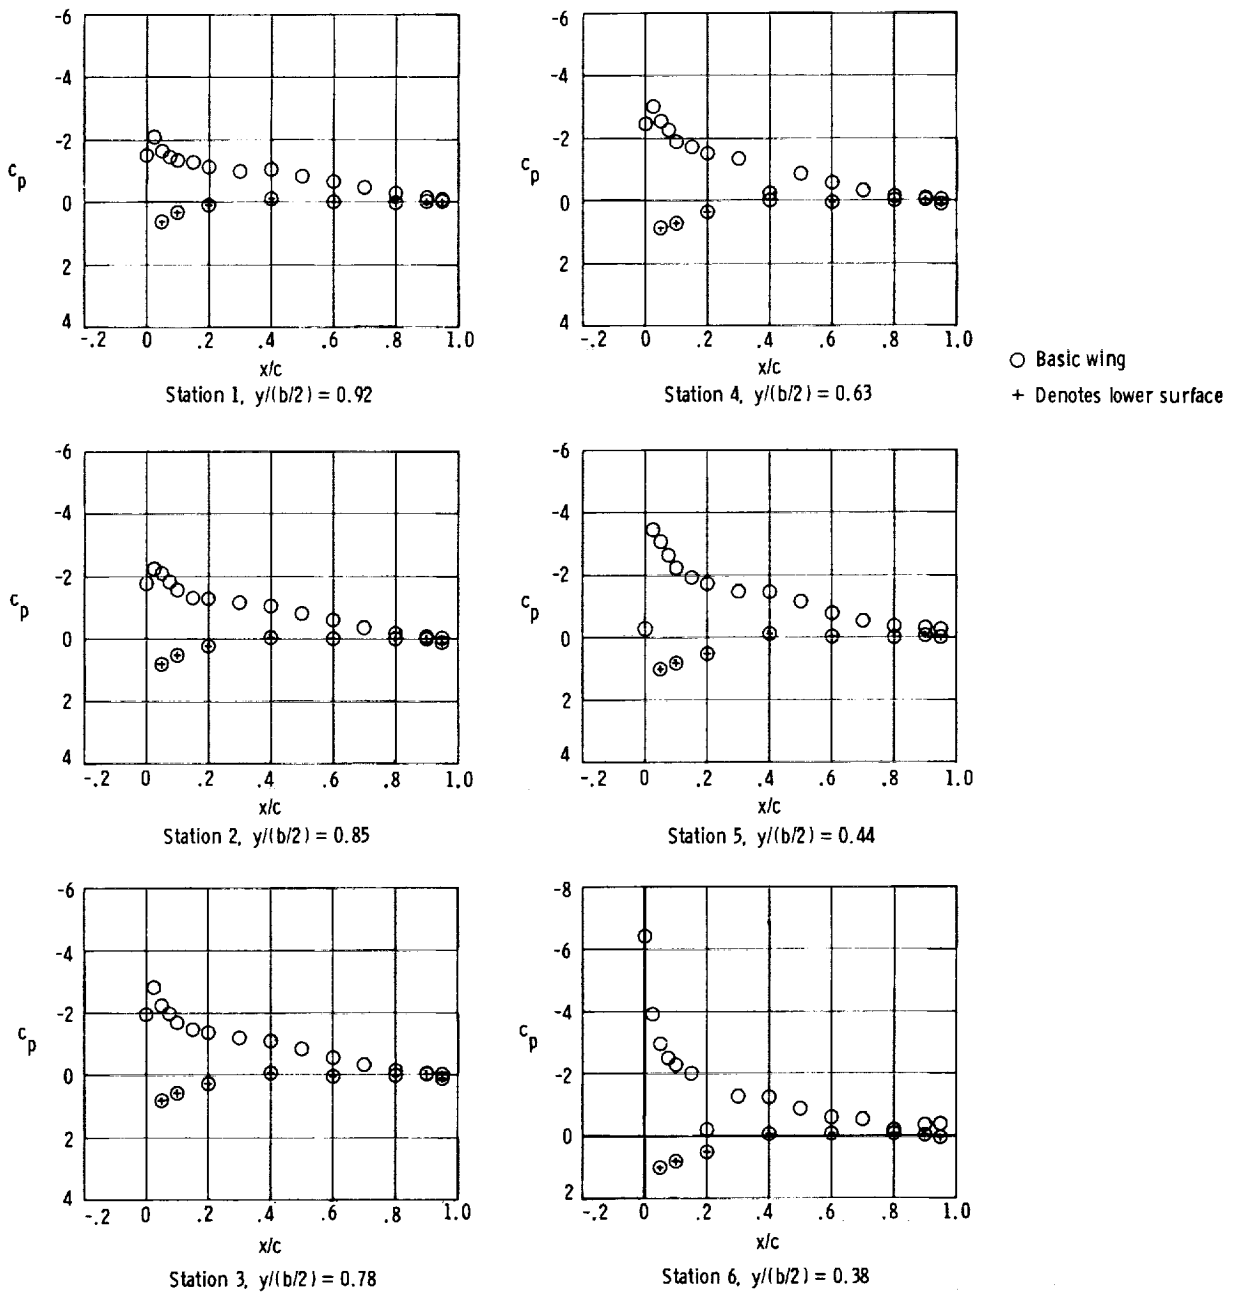 -6
-4
-2
0
2
4
c_p
-.2 0 .2 .4 .6 .8 1.0
x/c
Station 1, y/(b/2) = 0.92
-6
-4
-2
0
2
4
c_p
-.2 0 .2 .4 .6 .8 1.0
x/c
Station 4, y/(b/2) = 0.63
Basic wing
+ Denotes lower surface
-6
-4
-2
0
2
4
c_p
-.2 0 .2 .4 .6 .8 1.0
x/c
Station 2, y/(b/2) = 0.85
-6
-4
-2
0
2
4
c_p
-.2 0 .2 .4 .6 .8 1.0
x/c
Station 5, y/(b/2) = 0.44
-6
-4
-2
0
2
4
c_p
-.2 0 .2 .4 .6 .8 1.0
x/c
Station 3, y/(b/2) = 0.78
-8
-6
-4
-2
0
2
c_p
-.2 0 .2 .4 .6 .8 1.0
x/c
Station 6, y/(b/2) = 0.38